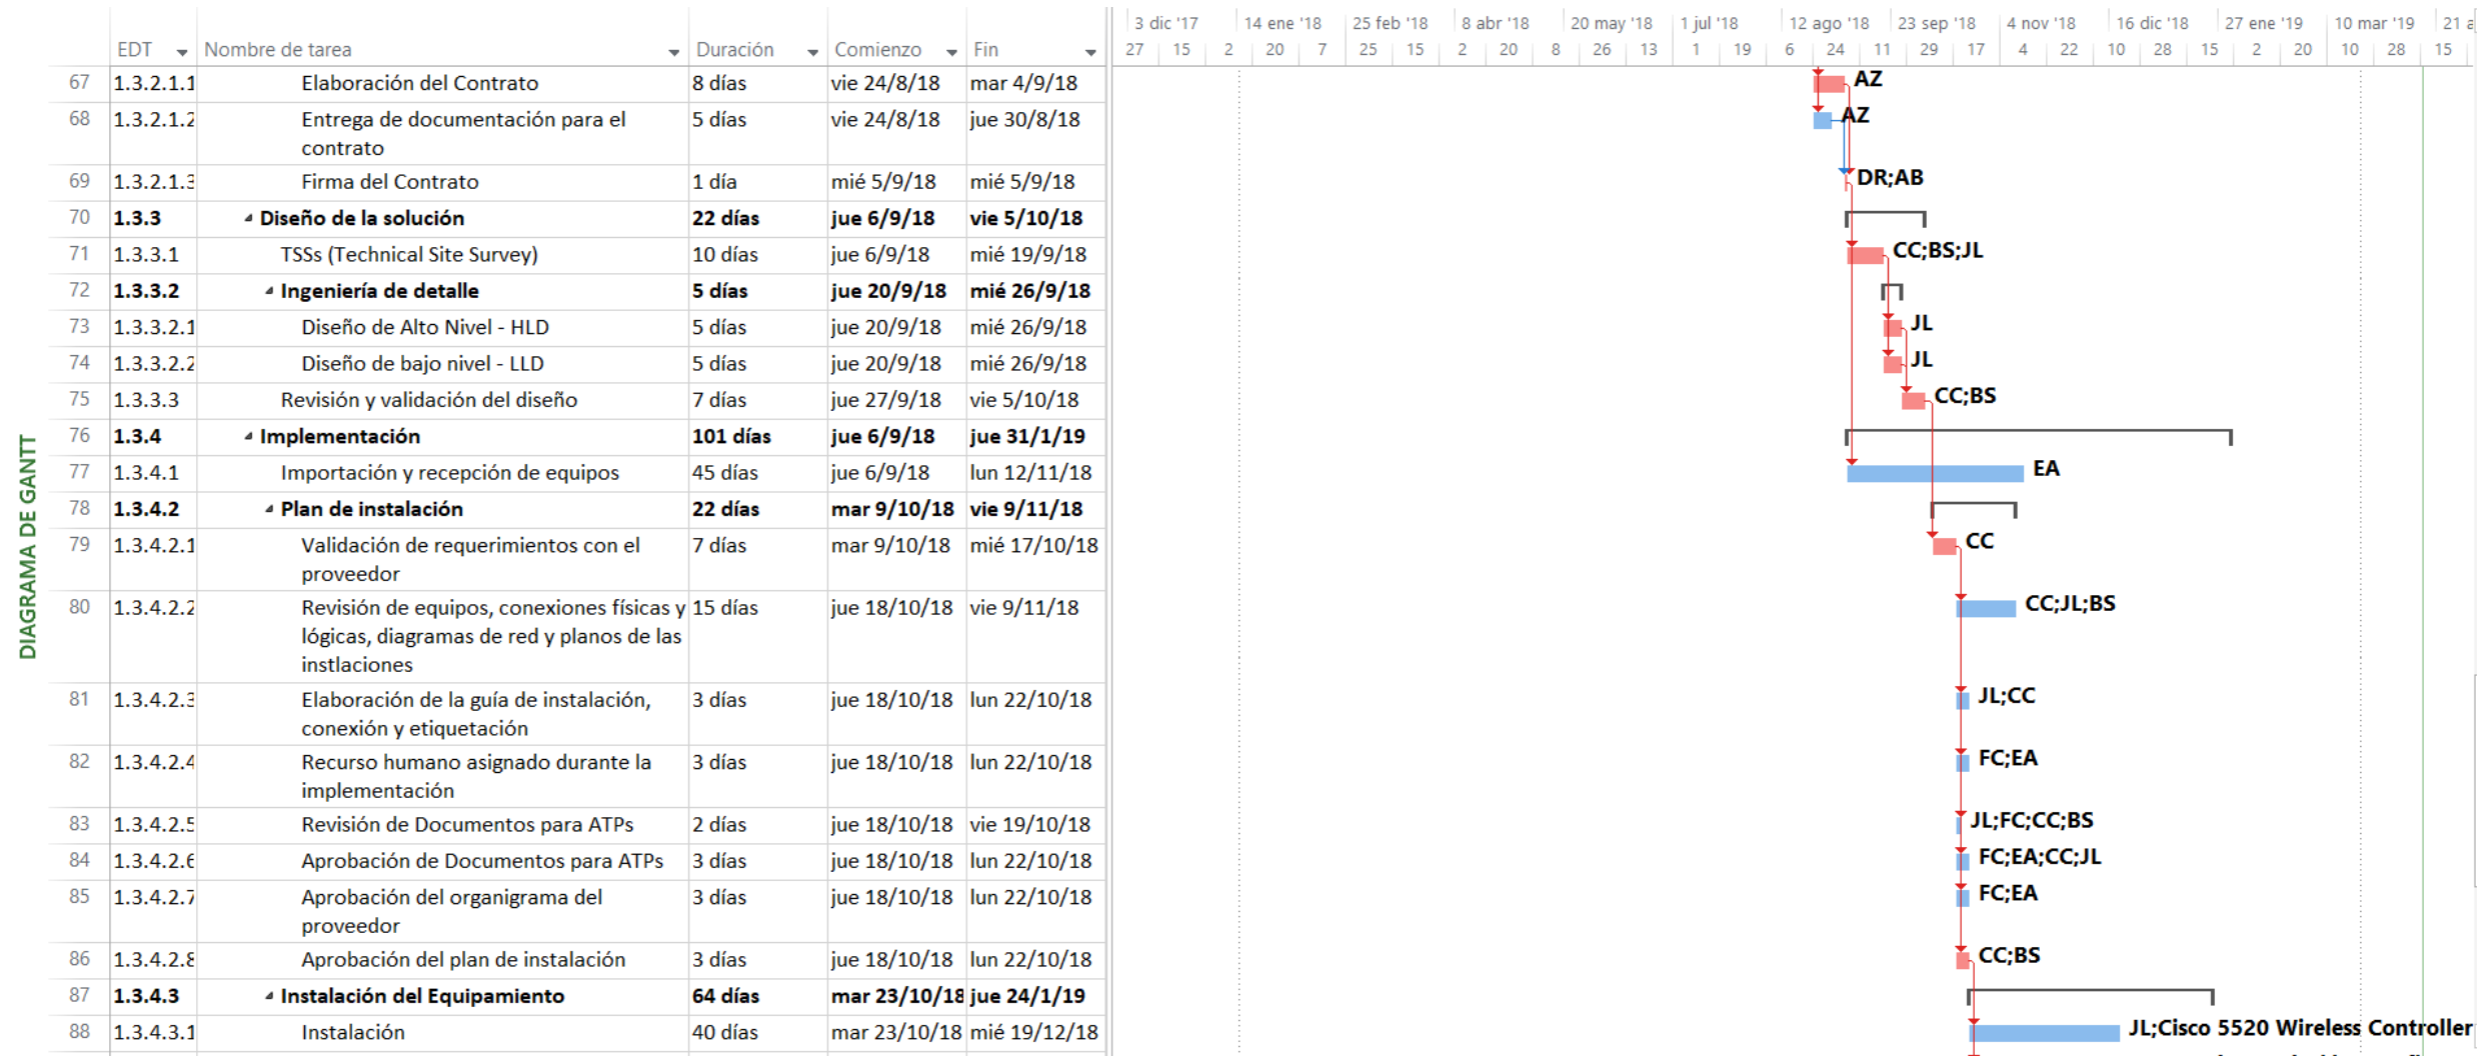 3 dic '17 14 ene '18 25 feb '18 8 abr '18 20 may '18 1 jul '18 12 ago '18 23 sep '18 4 nov '18 16 dic '18 27 ene '19 10 mar '19 21 a
EDT Nombre de tarea Duración Comienzo Fin 27 15 2 20 7 25 15 2 20 8 26 13 1 19 6 24 11 29 17 4 22 10 28 15 2 20 10 28 15
67 1.3.2.1.1 Elaboración del Contrato 8 días vie 24/8/18 mar 4/9/18 AZ
68 1.3.2.1.2 Entrega de documentación para el 5 días vie 24/8/18 jue 30/8/18 AZ
contrato
69 1.3.2.1.3 Firma del Contrato 1 día mié 5/9/18 mié 5/9/18 DR;AB
70 1.3.3 Diseño de la solución 22 días jue 6/9/18 vie 5/10/18
71 1.3.3.1 TSSs (Technical Site Survey) 10 días jue 6/9/18 mié 19/9/18 CC;BS;JL
72 1.3.3.2 Ingeniería de detalle 5 días jue 20/9/18 mié 26/9/18
73 1.3.3.2.1 Diseño de Alto Nivel - HLD 5 días jue 20/9/18 mié 26/9/18 JL
74 1.3.3.2.2 Diseño de bajo nivel - LLD 5 días jue 20/9/18 mié 26/9/18 JL
75 1.3.3.3 Revisión y validación del diseño 7 días jue 27/9/18 vie 5/10/18 CC;BS
76 1.3.4 Implementación 101 días jue 6/9/18 jue 31/1/19
77 1.3.4.1 Importación y recepción de equipos 45 días jue 6/9/18 lun 12/11/18 EA
78 1.3.4.2 Plan de instalación 22 días mar 9/10/18 vie 9/11/18
79 1.3.4.2.1 Validación de requerimientos con el 7 días mar 9/10/18 mié 17/10/18 CC
proveedor
80 1.3.4.2.2 Revisión de equipos, conexiones físicas y 15 días jue 18/10/18 vie 9/11/18 CC;JL;BS
lógicas, diagramas de red y planos de las
instlaciones
81 1.3.4.2.3 Elaboración de la guía de instalación, 3 días jue 18/10/18 lun 22/10/18 JL;CC
conexión y etiquetación
82 1.3.4.2.4 Recurso humano asignado durante la 3 días jue 18/10/18 lun 22/10/18 FC;EA
implementación
83 1.3.4.2.5 Revisión de Documentos para ATPs 2 días jue 18/10/18 vie 19/10/18 JL;FC;CC;BS
84 1.3.4.2.6 Aprobación de Documentos para ATPs 3 días jue 18/10/18 lun 22/10/18 FC;EA;CC;JL
85 1.3.4.2.7 Aprobación del organigrama del 3 días jue 18/10/18 lun 22/10/18 FC;EA
proveedor
86 1.3.4.2.8 Aprobación del plan de instalación 3 días jue 18/10/18 lun 22/10/18 CC;BS
87 1.3.4.3 Instalación del Equipamiento 64 días mar 23/10/18 jue 24/1/19
88 1.3.4.3.1 Instalación 40 días mar 23/10/18 mié 19/12/18 JL;Cisco 5520 Wireless Controller
DIAGRAMA DE GANTT